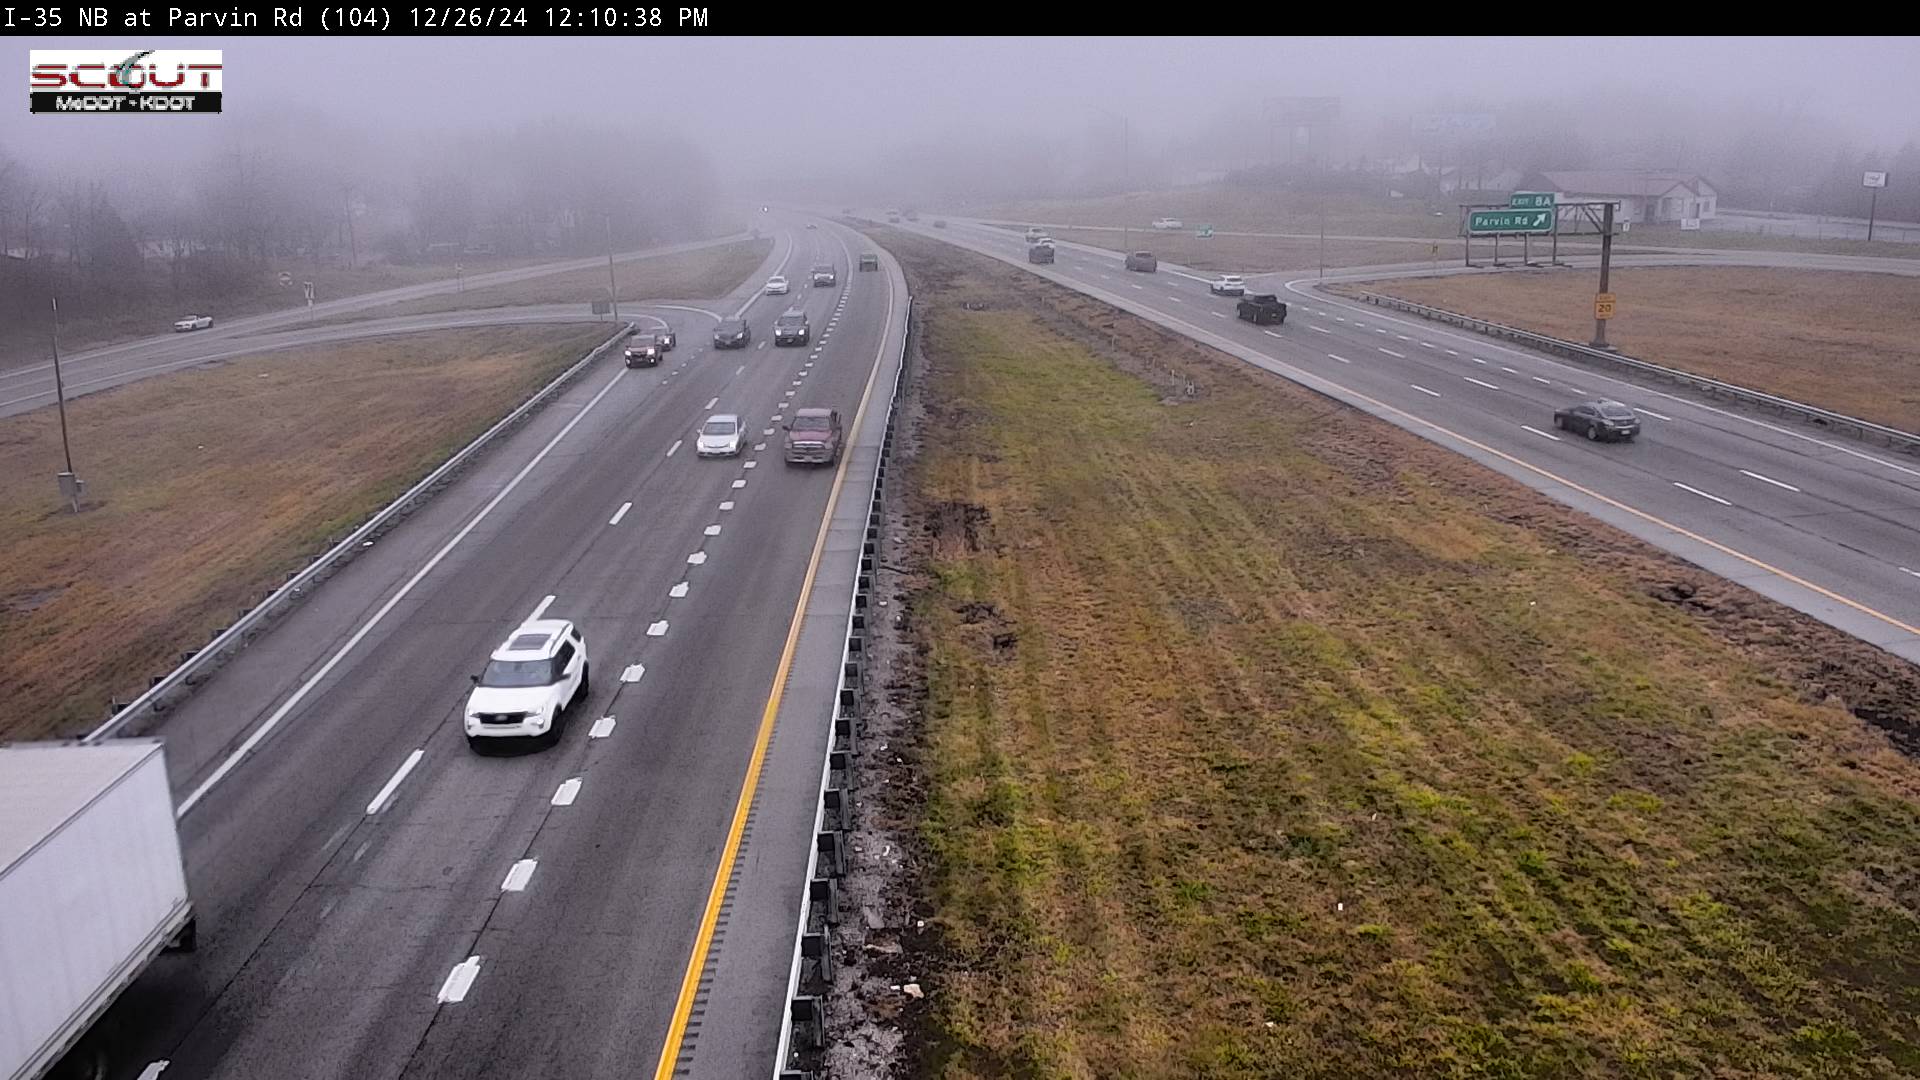 I-35 NB at Parvin Rd (104) 12/26/24 12:10:38 PM
SCOUT
MoDOT - KDOT
EXIT 8A
Parvin Rd
20